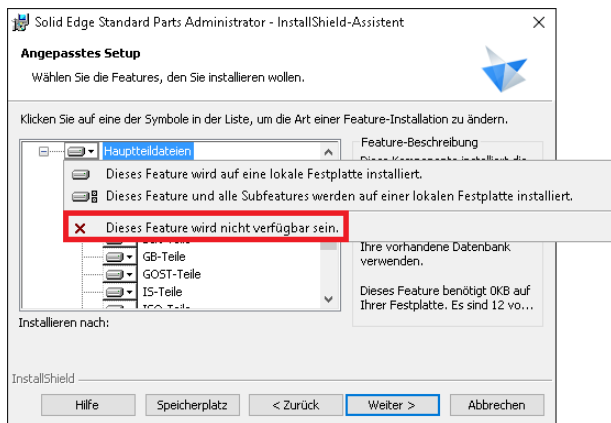 Solid Edge Standard Parts Administrator - InstallShield-Assistent
Angepasstes Setup
Wählen Sie die Features, den Sie installieren wollen.
Klicken Sie auf eine der Symbole in der Liste, um die Art einer Feature-Installation zu ändern.
Hauptteildateien
Feature-Beschreibung
Dieses Feature wird auf eine lokale Festplatte installiert.
Dieses Feature und alle Subfeatures werden auf einer lokalen Festplatte installiert.
Dieses Feature wird nicht verfügbar sein.
GB-Teile
GOST-Teile
IS-Teile
Ihre vorhandene Datenbank
verwenden.
Dieses Feature benötigt 0KB auf
Ihrer Festplatte. Es sind 12 vo...
Installieren nach:
InstallShield
Hilfe
Speicherplatz
< Zurück
Weiter >
Abbrechen